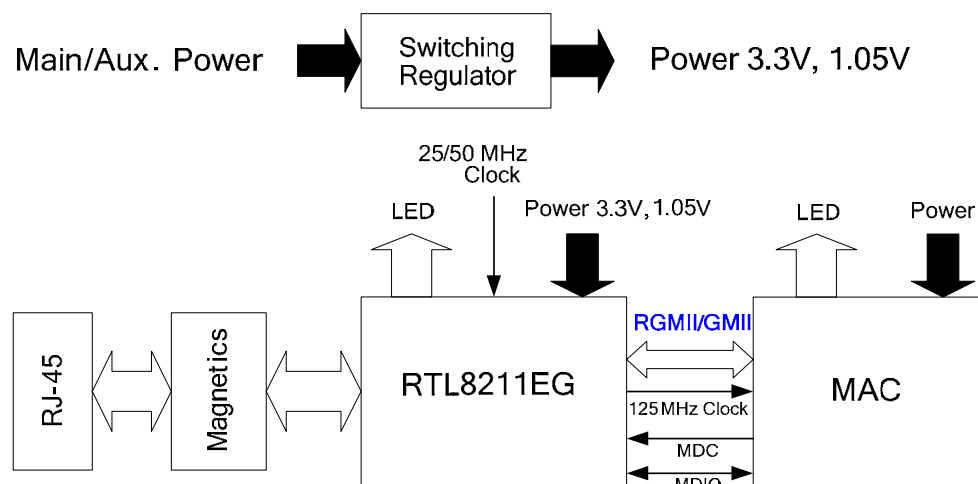 Main/Aux. Power
Switching
Regulator
Power 3.3V, 1.05V
25/50 MHz
Clock
LED
Power 3.3V, 1.05V
LED
Power
RJ-45
Magnetics
RTL8211EG
RGMII/GMII
125MHz Clock
MDC
MDIO
MAC